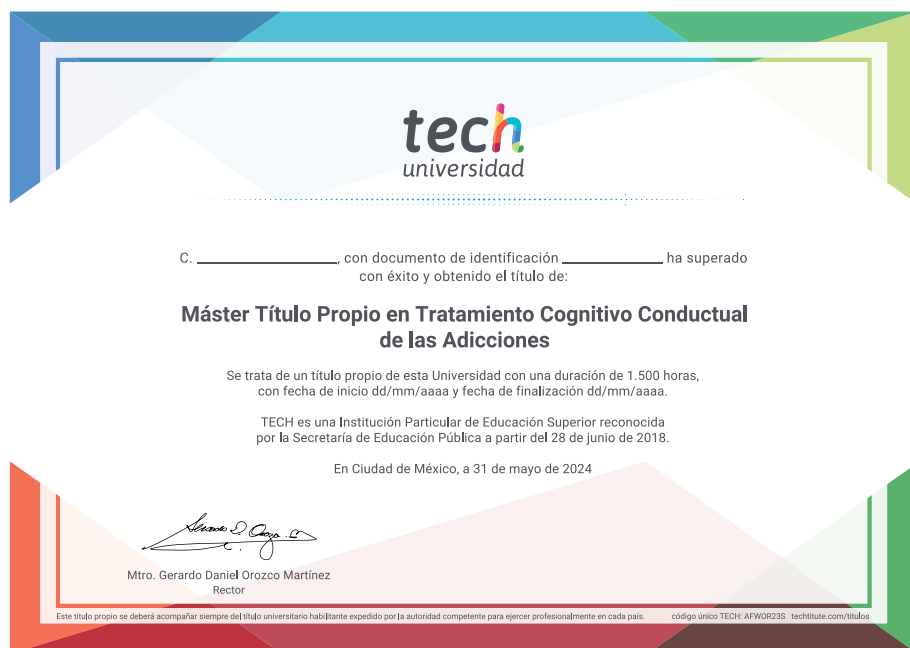 tech
universidad
C. ____________, con documento de identificación ____________ ha superado
con éxito y obtenido el título de:
Máster Título Propio en Tratamiento Cognitivo Conductual
de las Adicciones
Se trata de un título propio de esta Universidad con una duración de 1.500 horas,
con fecha de inicio dd/mm/aaaa y fecha de finalización dd/mm/aaaa.
TECH es una Institución Particular de Educación Superior reconocida
por la Secretaría de Educación Pública a partir del 28 de junio de 2018.
En Ciudad de México, a 31 de mayo de 2024
Mtro. Gerardo Daniel Orozco Martínez
Rector
Este título propio se deberá acompañar siempre del título universitario habilitante expedido por la autoridad competente para ejercer profesionalmente en cada país. código único TECH: AFWOR23S techtitute.com/titulos